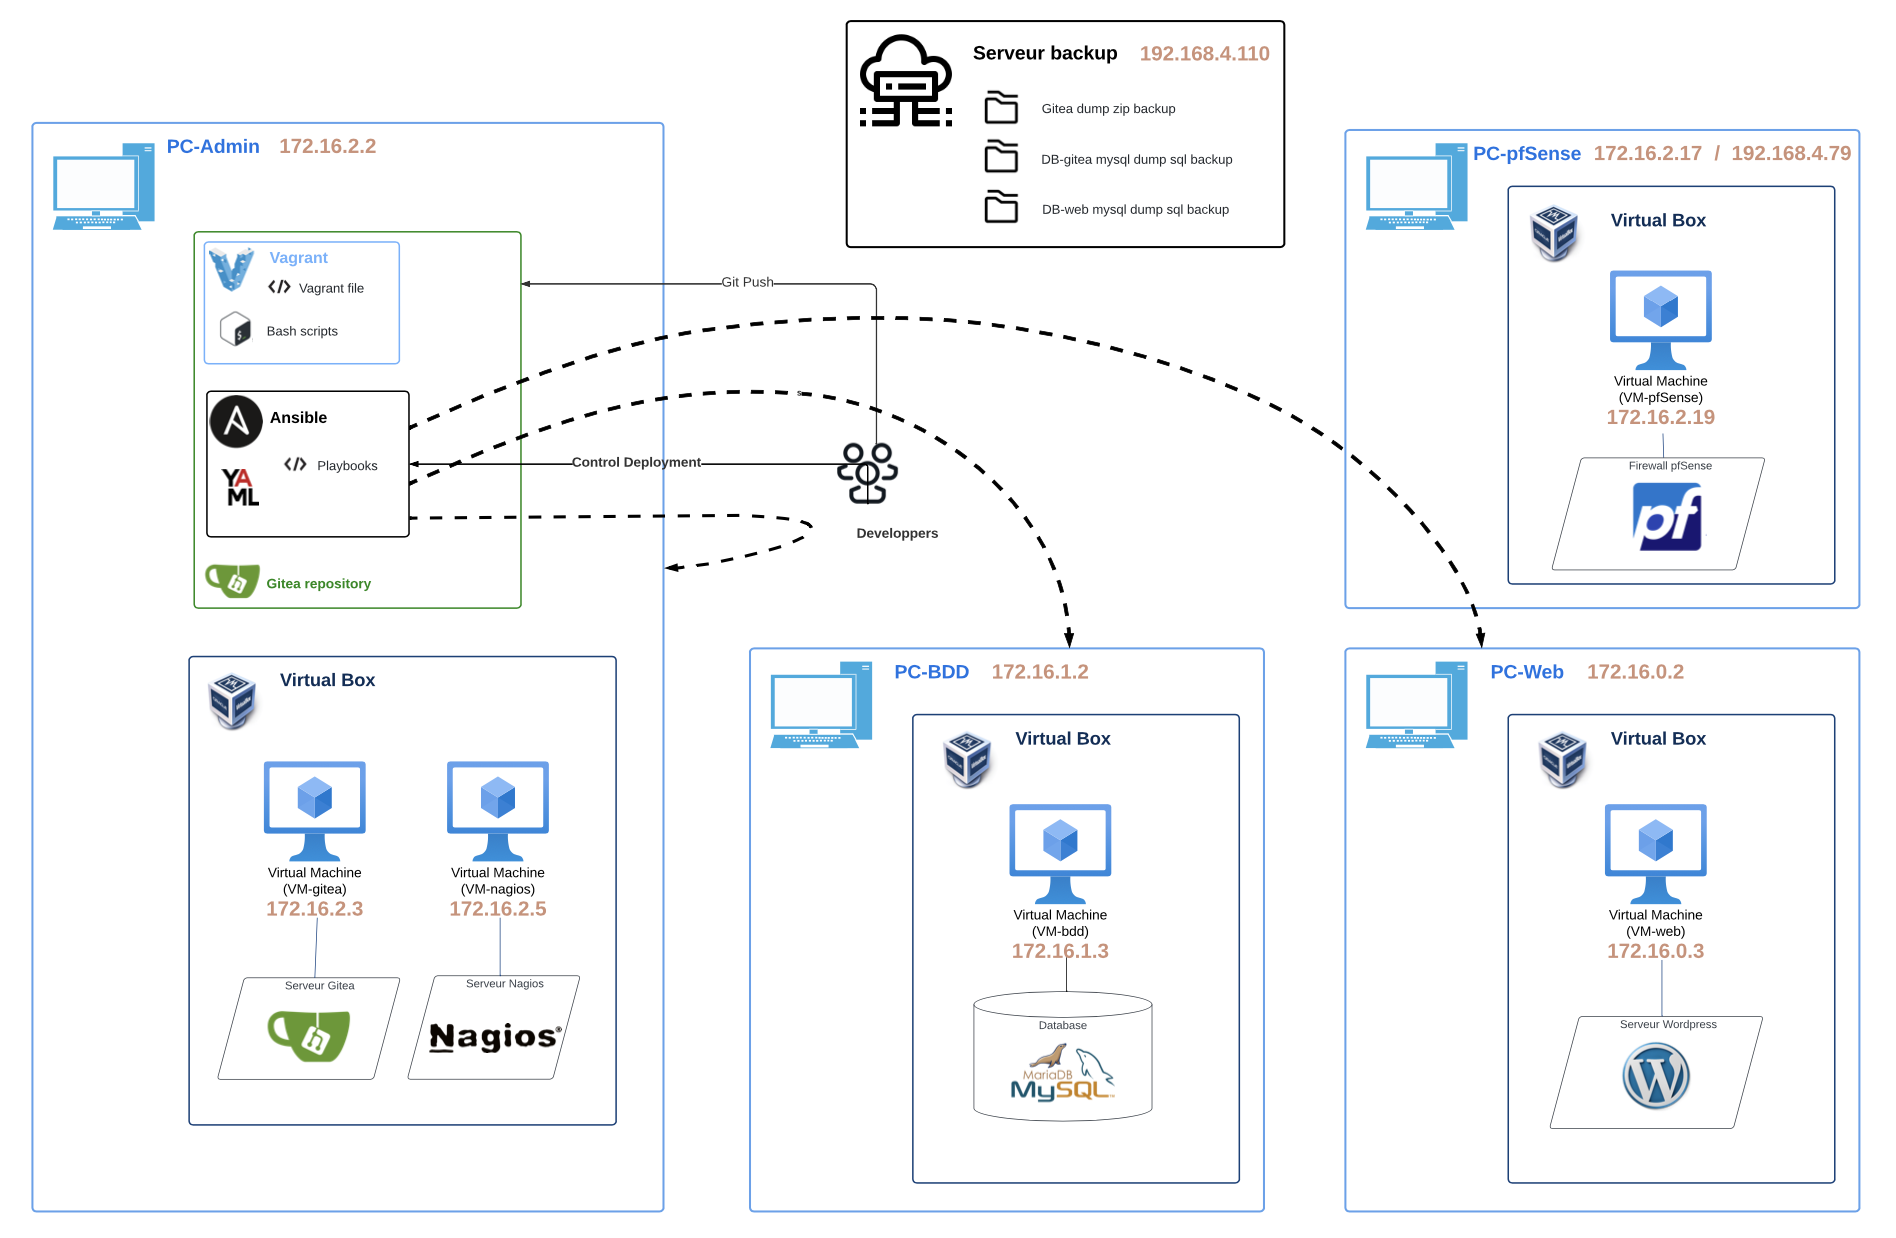 Serveur backup 192.168.4.110
Gitea dump zip backup
DB-gitea mysql dump sql backup
DB-web mysql dump sql backup
PC-Admin 172.16.2.2
Vagrant
Vagrant file
Bash scripts
Ansible
YAML
Playbooks
Gitea repository
Git Push
s
Control Deployment
Developpers
PC-pfSense 172.16.2.17 / 192.168.4.79
Virtual Box
Virtual Machine
(VM-pfSense)
172.16.2.19
Firewall pfSense
pf
Virtual Box
Virtual Machine
(VM-gitea)
172.16.2.3
Serveur Gitea
Virtual Machine
(VM-nagios)
172.16.2.5
Serveur Nagios
Nagios®
PC-BDD 172.16.1.2
Virtual Box
Virtual Machine
(VM-bdd)
172.16.1.3
Database
MariaDB
MySQL™
PC-Web 172.16.0.2
Virtual Box
Virtual Machine
(VM-web)
172.16.0.3
Serveur Wordpress
W